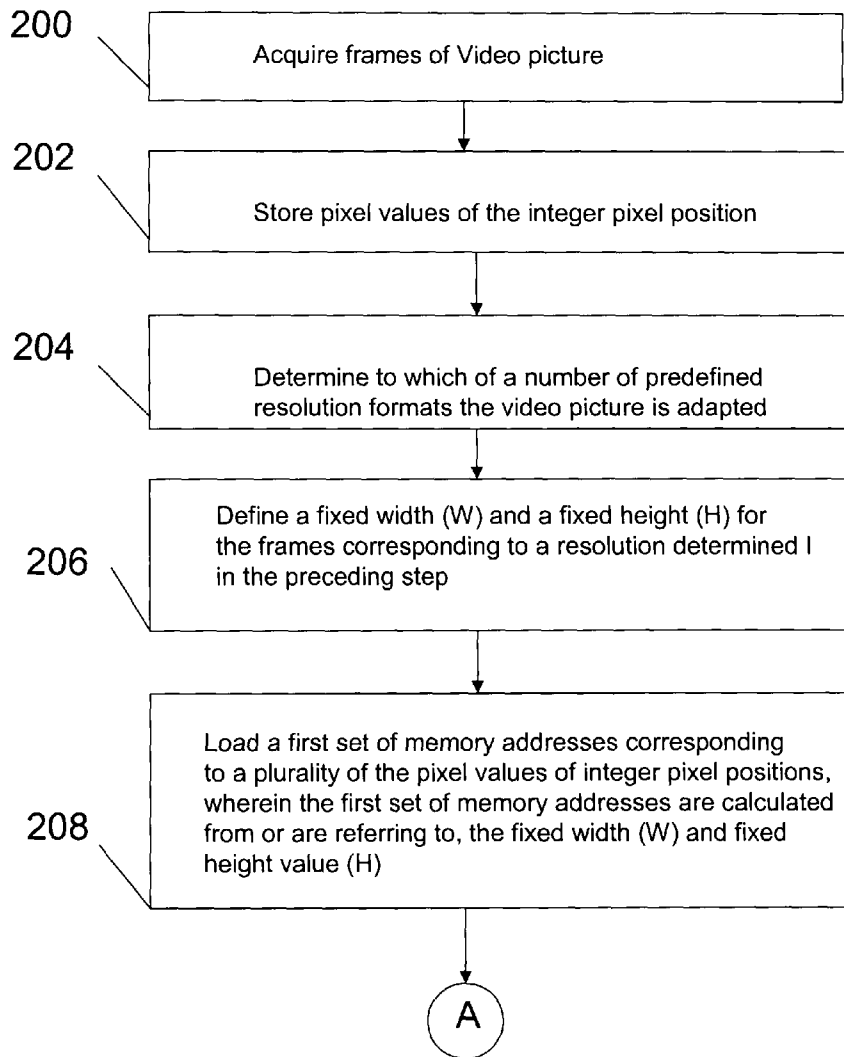 200
Acquire frames of Video picture
202
Store pixel values of the integer pixel position
204
Determine to which of a number of predefined
resolution formats the video picture is adapted
Define a fixed width (W) and a fixed height (H) for
the frames corresponding to a resolution determined I
in the preceding step
206
Load a first set of memory addresses corresponding
to a plurality of the pixel values of integer pixel positions,
wherein the first set of memory addresses are calculated
from or are referring to, the fixed width (W) and fixed
height value (H)
208
A